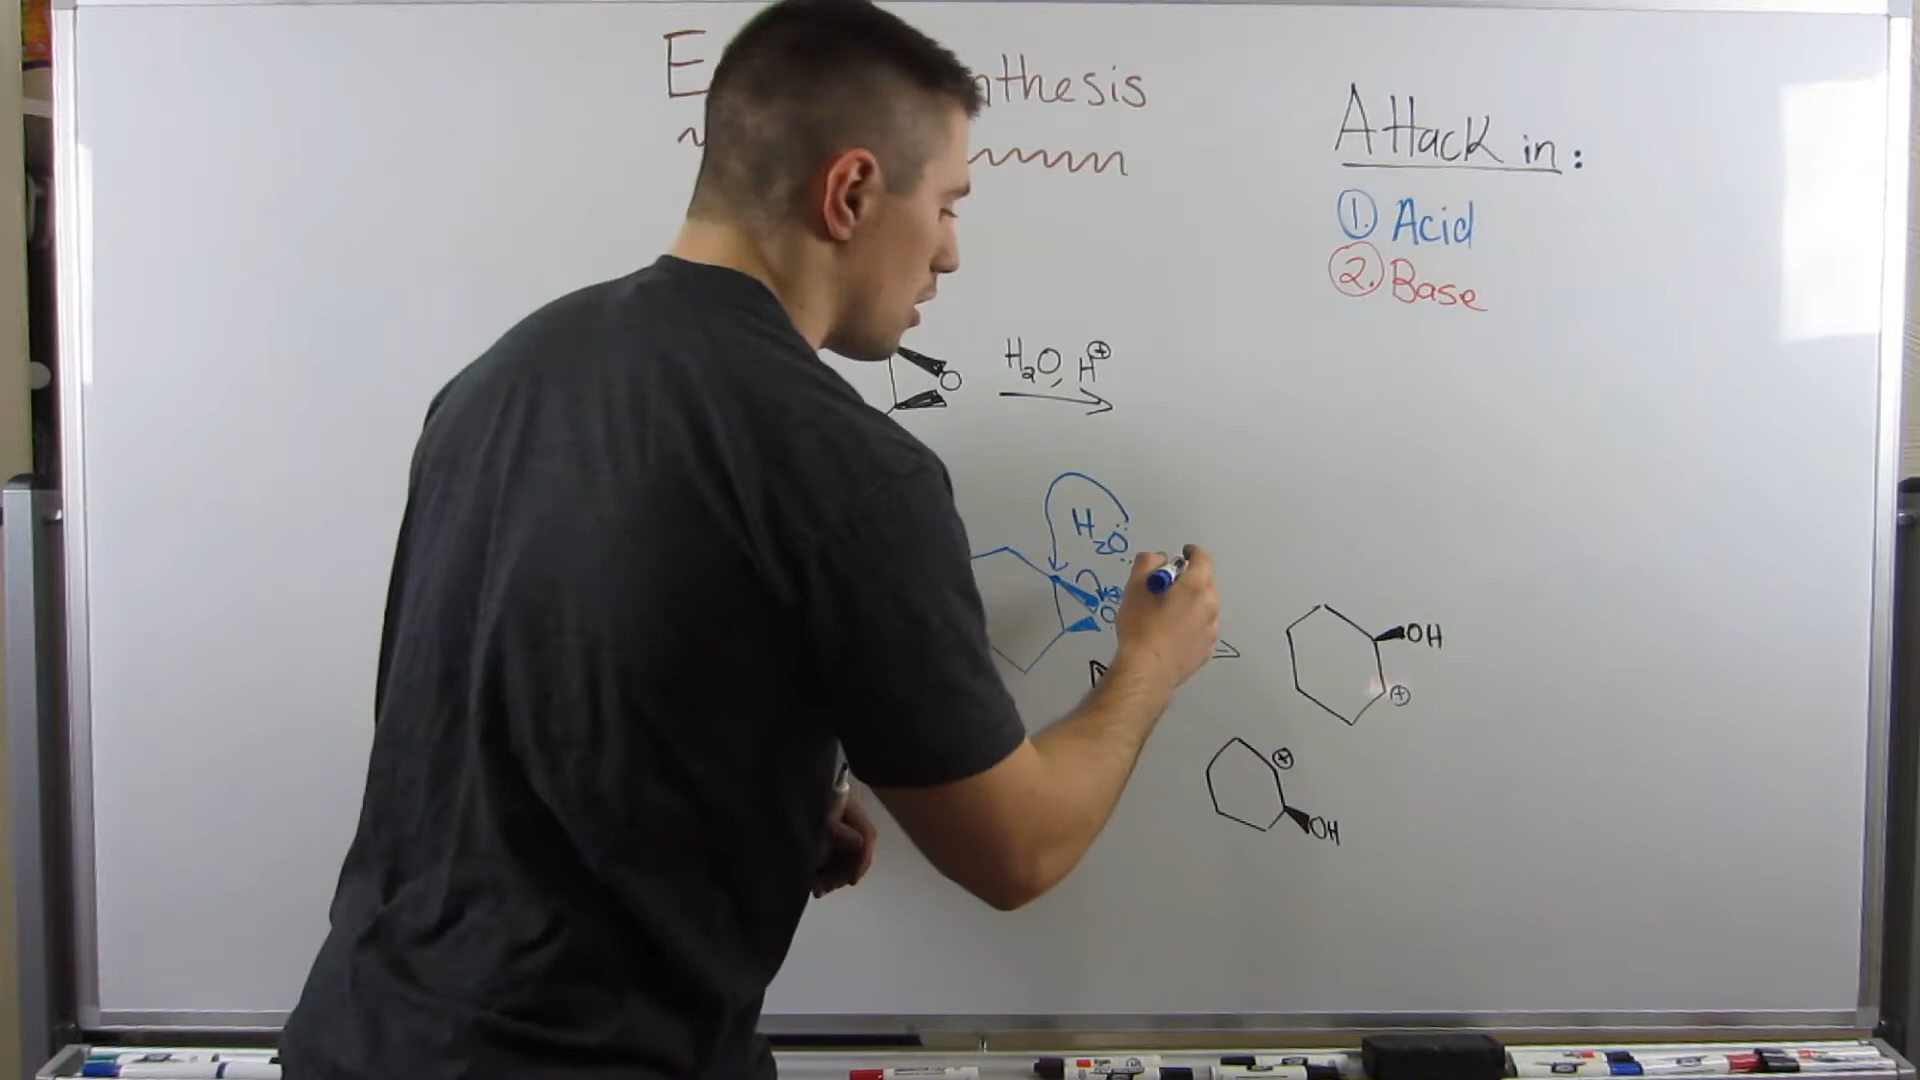 nthesis
Attack in:
1. Acid
2. Base
O
H₂O, H⊕
H₂O
O
OH
⊕
⊕
OH